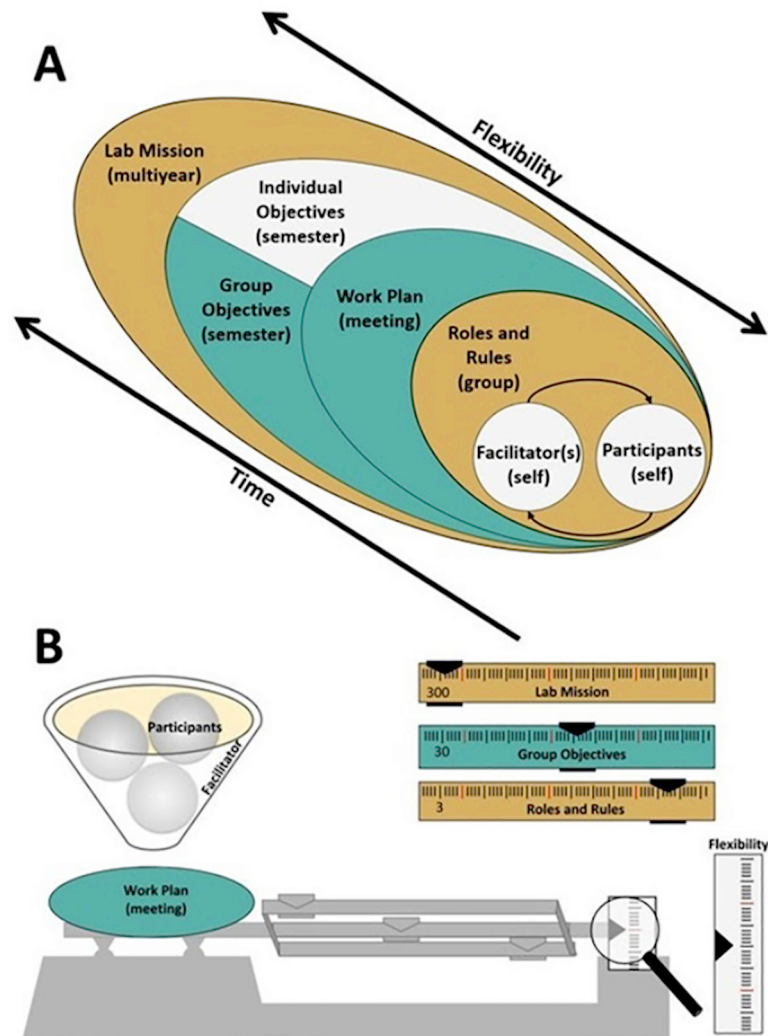 A
Flexibility
Lab Mission
(multiyear)
Individual
Objectives
(semester)
Group
Objectives
(semester)
Work Plan
(meeting)
Roles and
Rules
(group)
Facilitator(s)
(self)
Participants
(self)
Time
B
Participants
Facilitator
300
Lab Mission
30
Group Objectives
3
Roles and Rules
Work Plan
(meeting)
Flexibility